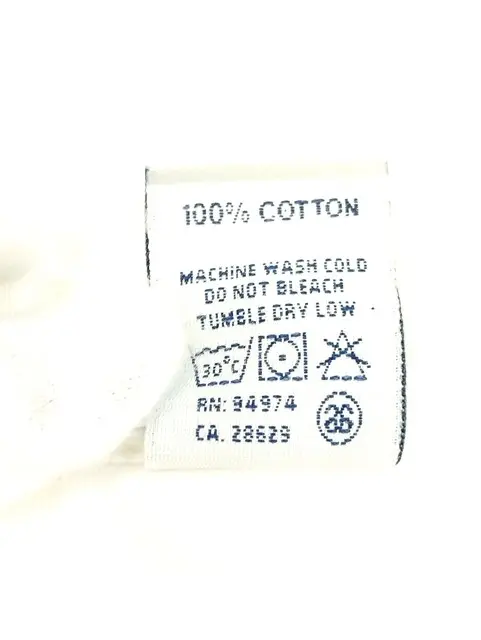 100% COTTON
MACHINE WASH COLD
DO NOT BLEACH
TUMBLE DRY LOW
30°C
RN: 94974
CA. 28629